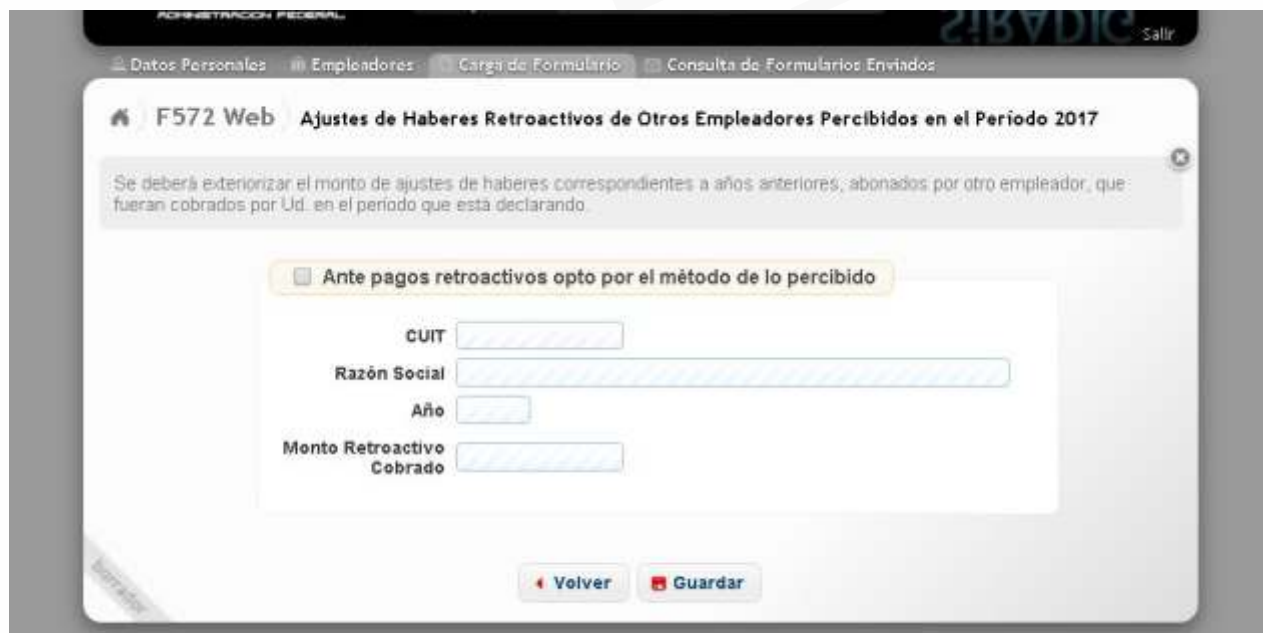 ADMINISTRACIÓN FEDERAL
SIRADIG
Salir
Datos Personales Empleadores Carga de Formulario Consulta de Formularios Enviados
F572 Web Ajustes de Haberes Retroactivos de Otros Empleadores Percibidos en el Período 2017
Se deberá exteriorizar el monto de ajustes de haberes correspondientes a años anteriores, abonados por otro empleador, que
fueran cobrados por Ud. en el período que está declarando.
Ante pagos retroactivos opto por el método de lo percibido
CUIT
Razón Social
Año
Monto Retroactivo
Cobrado
borrador
Volver Guardar